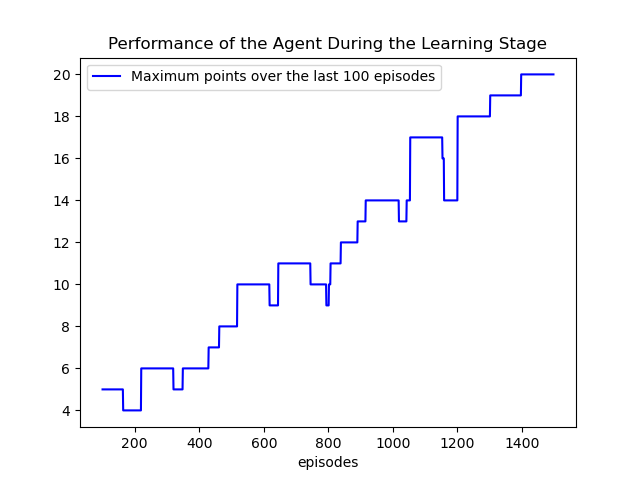 Performance of the Agent During the Learning Stage
Maximum points over the last 100 episodes
20
18
16
14
12
10
8
6
4
200 400 600 800 1000 1200 1400
episodes